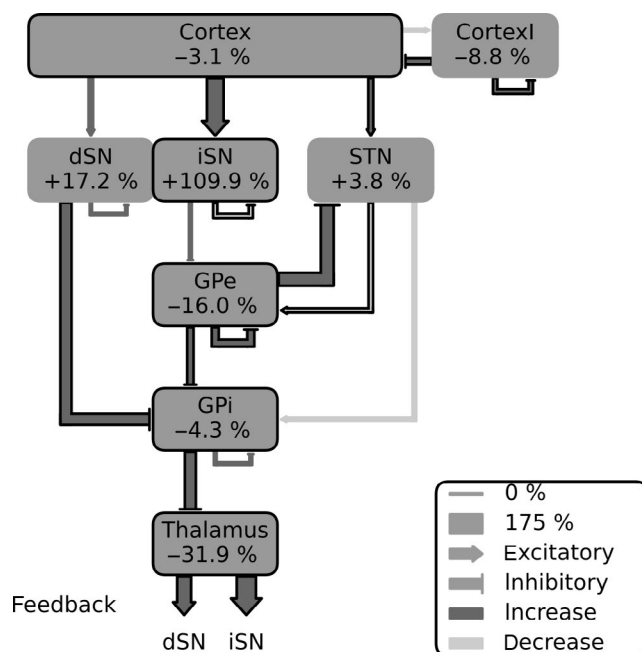 Cortex
–3.1 %
CortexI
–8.8 %
dSN
+17.2 %
iSN
+109.9 %
STN
+3.8 %
GPe
–16.0 %
GPi
–4.3 %
Thalamus
–31.9 %
Feedback
dSN
iSN
0 %
175 %
Excitatory
Inhibitory
Increase
Decrease